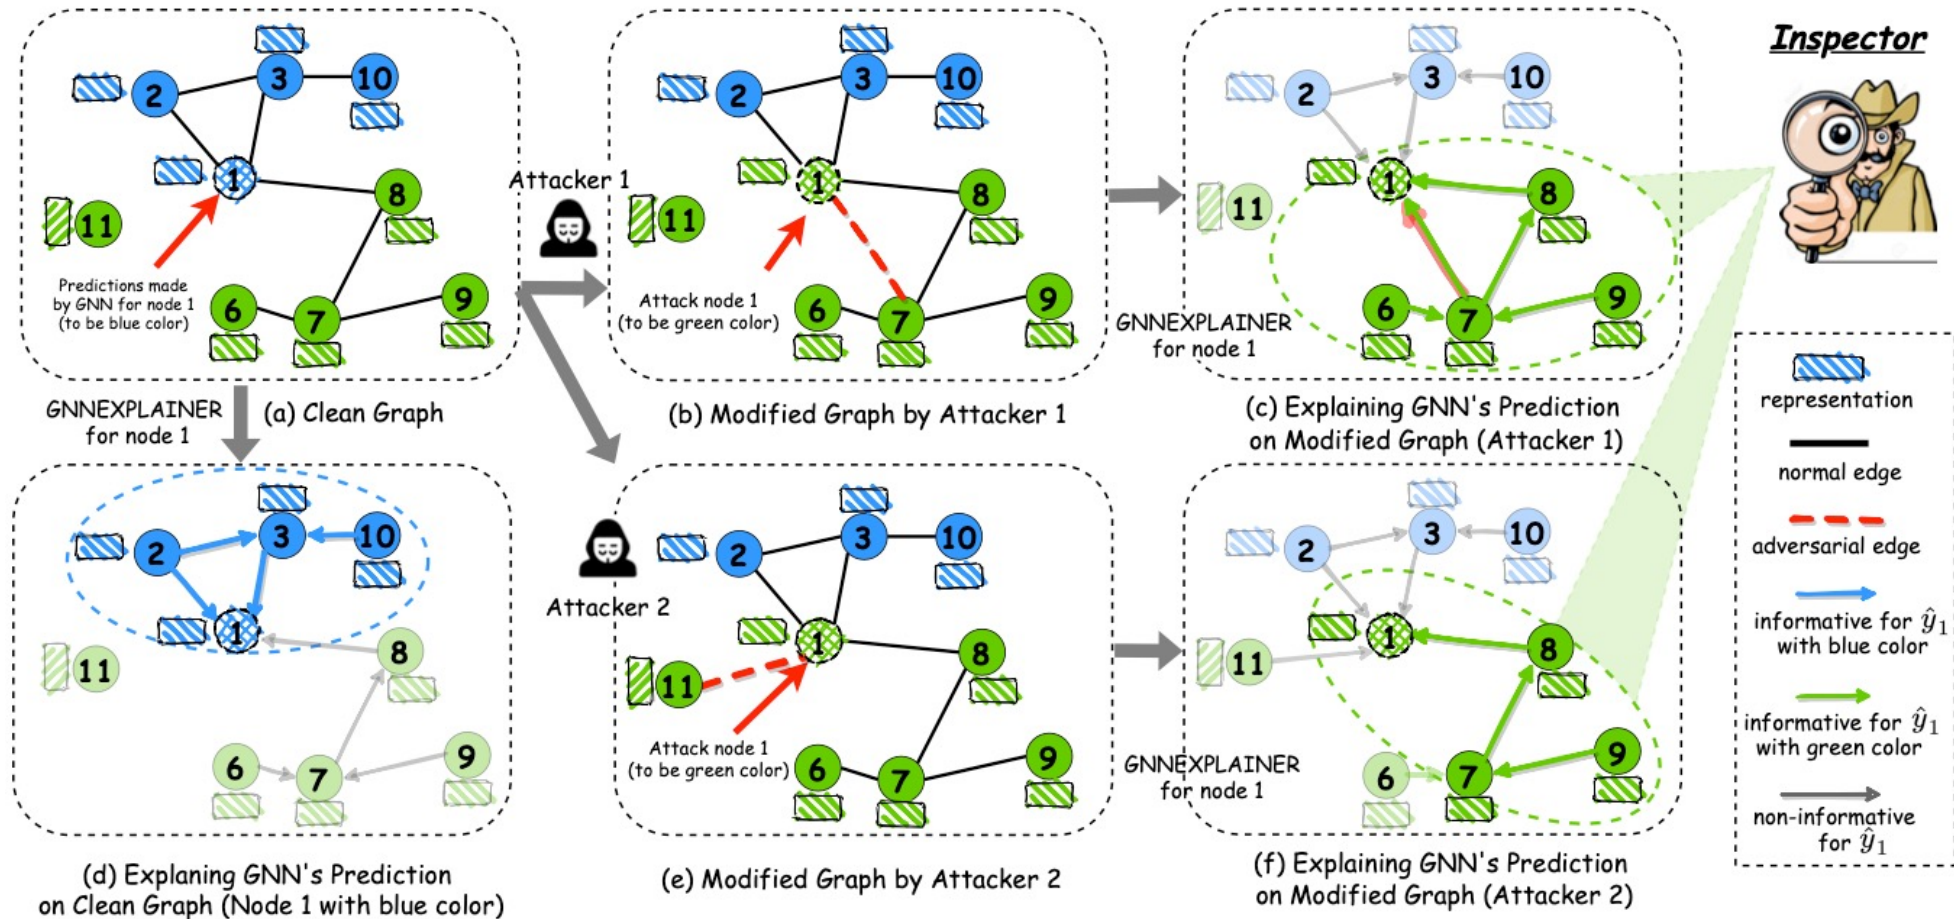 3
2
10
1
8
11
Predictions made
by GNN for node 1
(to be blue color)
6
7
9
GNNEXPLAINER
for node 1
(a) Clean Graph
Attacker 1
3
2
10
1
8
11
Attack node 1
(to be green color)
6
7
9
(b) Modified Graph by Attacker 1
GNNEXPLAINER
for node 1
3
2
10
1
8
11
6
7
9
(c) Explaining GNN's Prediction
on Modified Graph (Attacker 1)
Inspector
representation
normal edge
adversarial edge
informative for ŷ₁
with blue color
informative for ŷ₁
with green color
non-informative
for ŷ₁
3
2
10
1
8
11
6
7
9
(d) Explaning GNN's Prediction
on Clean Graph (Node 1 with blue color)
Attacker 2
3
2
10
1
8
11
Attack node 1
(to be green color)
6
7
9
(e) Modified Graph by Attacker 2
GNNEXPLAINER
for node 1
3
2
10
1
8
11
6
7
9
(f) Explaining GNN's Prediction
on Modified Graph (Attacker 2)